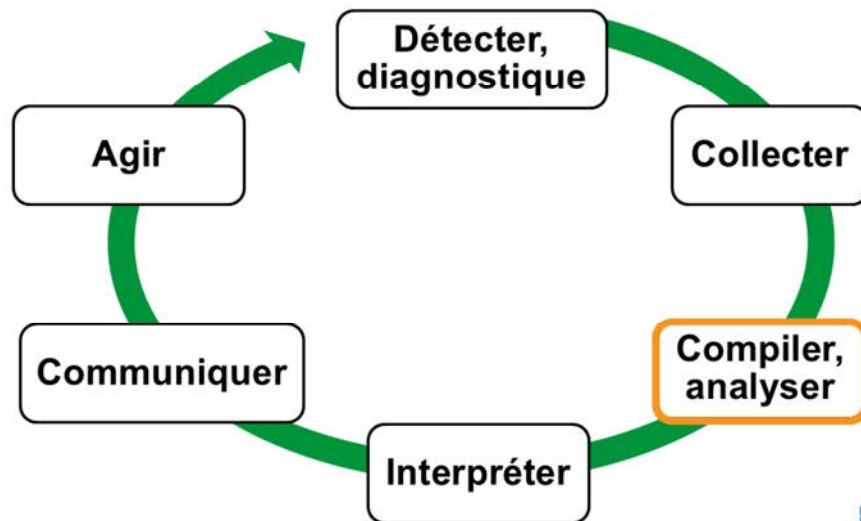 Détecter,
diagnostique
Collecter
Compiler,
analyser
Interpréter
Communiquer
Agir